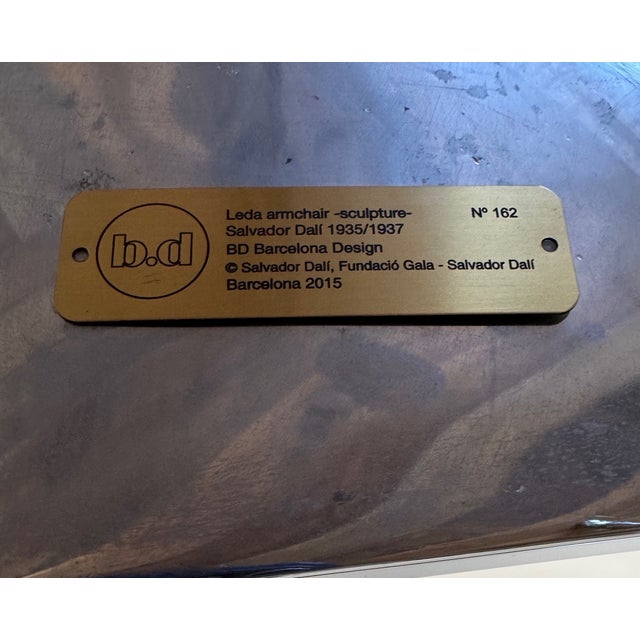 b.d
Leda armchair -sculpture- Nº 162
Salvador Dalí 1935/1937
BD Barcelona Design
© Salvador Dalí, Fundació Gala - Salvador Dalí
Barcelona 2015